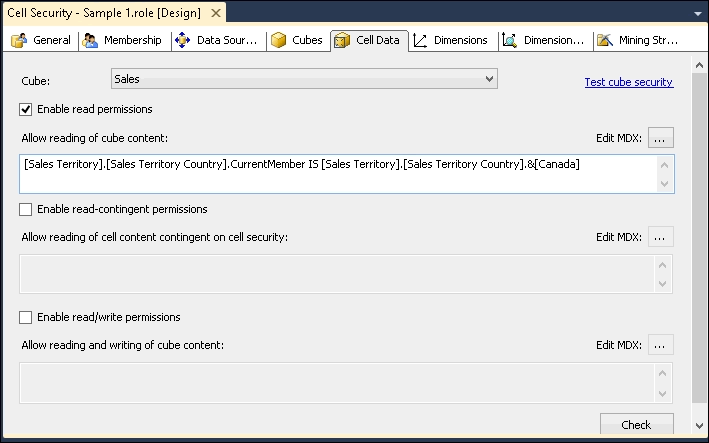 Cell Security - Sample 1.role [Design]
General Membership Data Sour... Cubes Cell Data Dimensions Dimension... Mining Str...
Cube: Sales Test cube security
Enable read permissions
Allow reading of cube content: Edit MDX: ...
[Sales Territory].[Sales Territory Country].CurrentMember IS [Sales Territory].[Sales Territory Country].&[Canada]
Enable read-contingent permissions
Allow reading of cell content contingent on cell security: Edit MDX: ...
Enable read/write permissions
Allow reading and writing of cube content: Edit MDX: ...
Check